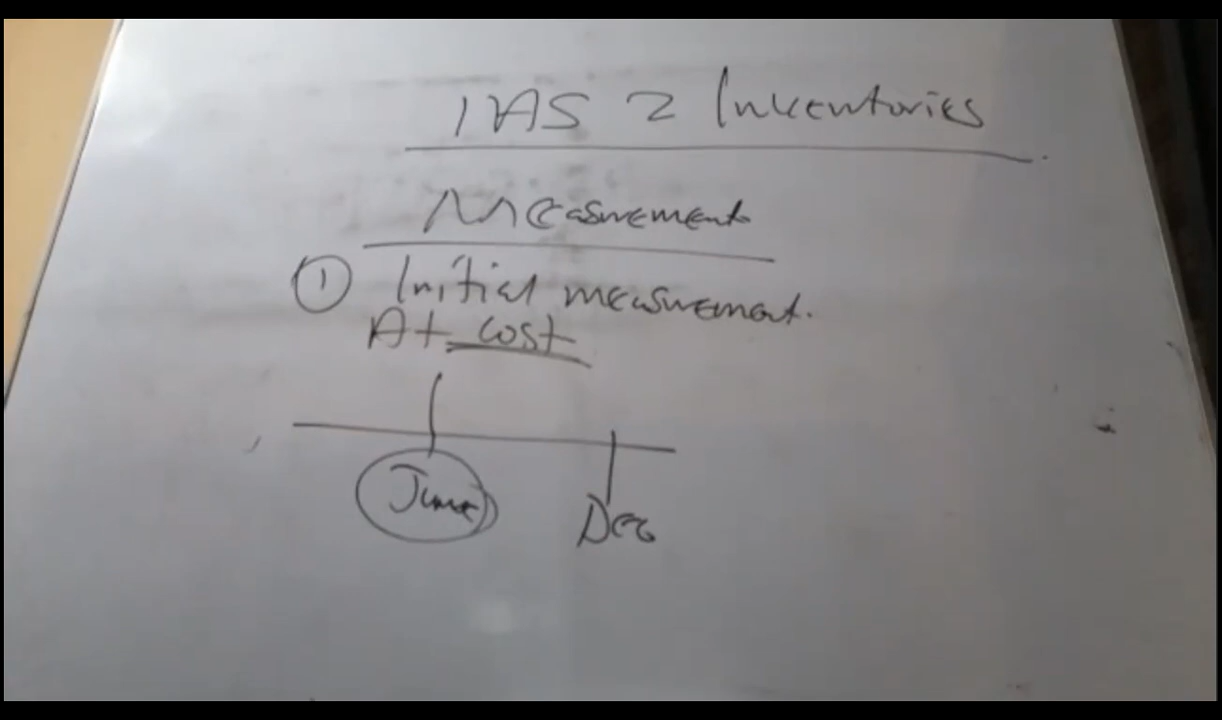 IAS 2 Inventories
Measurement
① Initial measurement.
At cost
June Dec